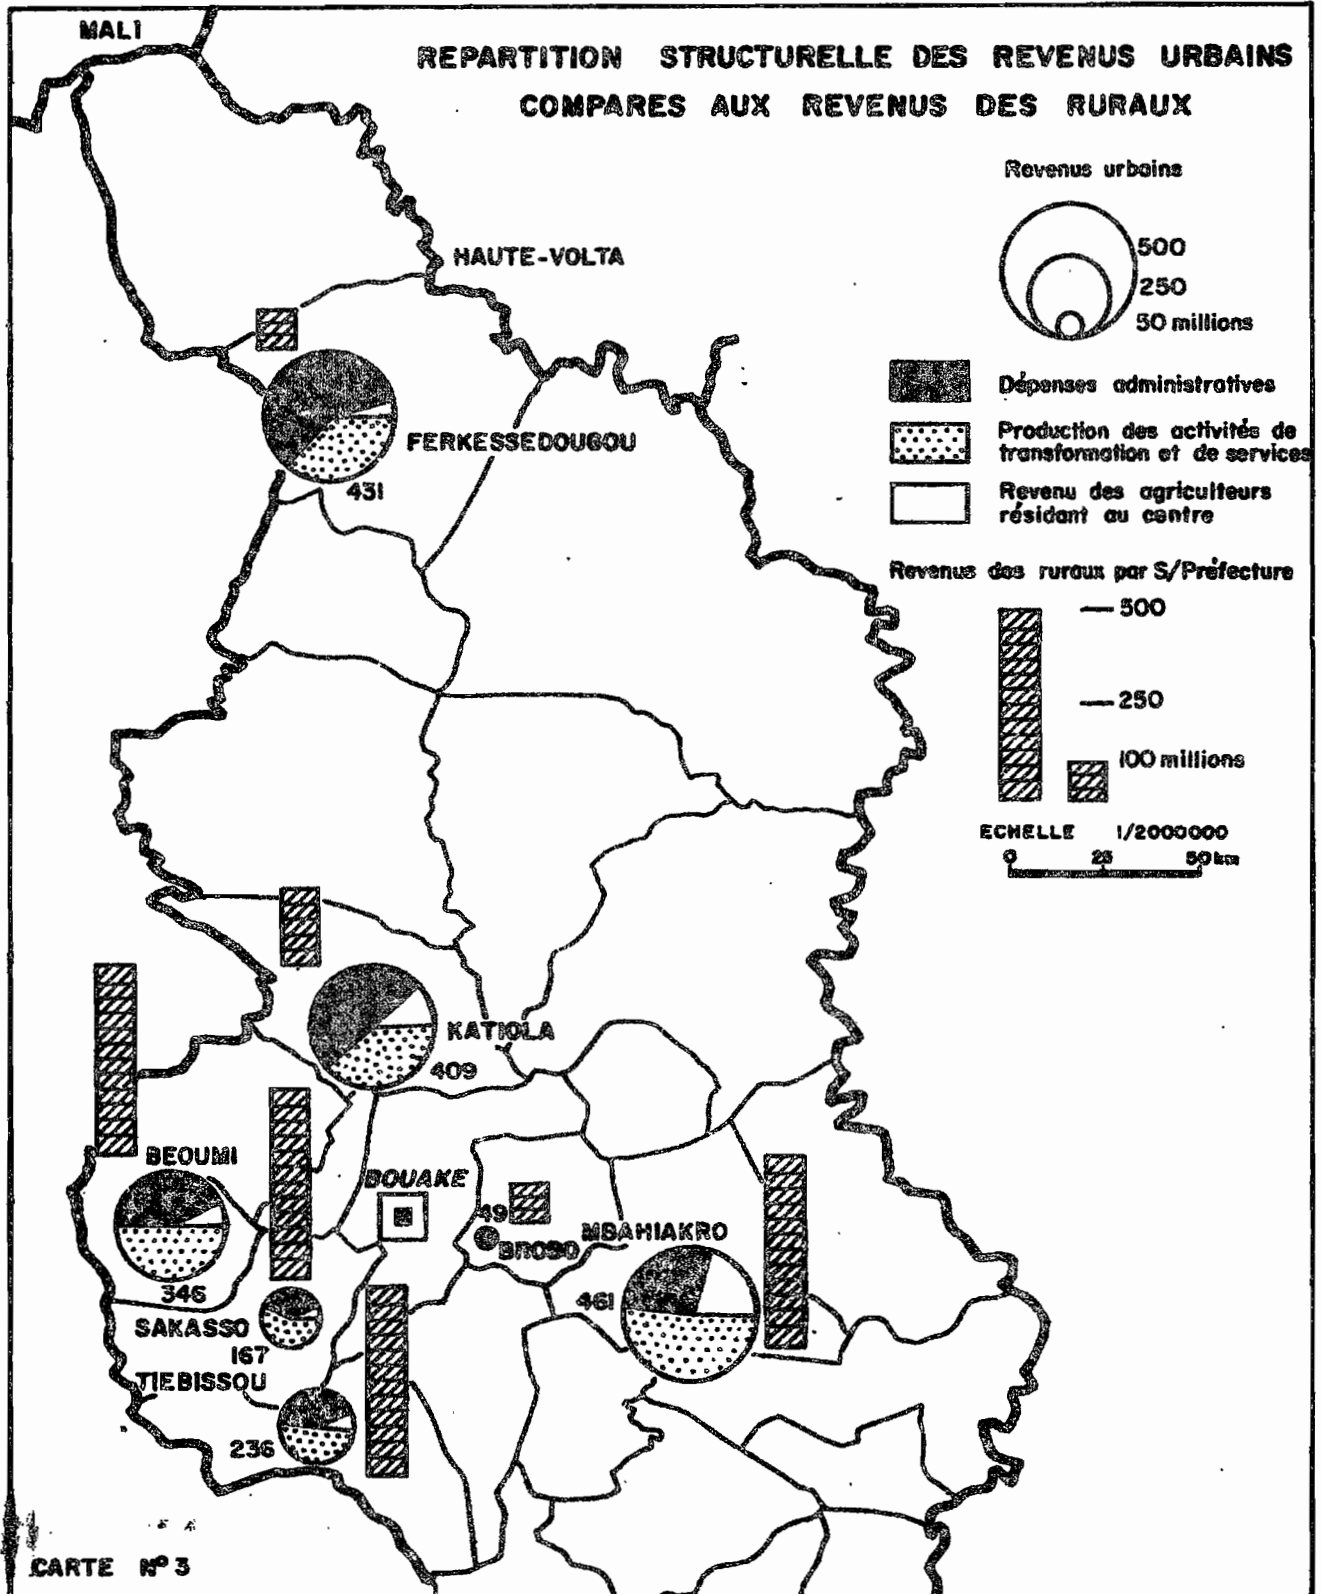 MALI
REPARTITION STRUCTURELLE DES REVENUS URBAINS
COMPARES AUX REVENUS DES RURAUX
Revenus urbains
500
250
50 millions
HAUTE-VOLTA
Dépenses administratives
Production des activités de
transformation et de services
Revenu des agriculteurs
résidant au centre
FERKESSEDOUGOU
431
Revenus des ruraux par S/Préfecture
500
250
100 millions
ECHELLE 1/2000000
0 25 50km
KATIOLA
409
BEOUMI
346
BOUAKE
49
BROBO
MBAHIAKRO
461
SAKASSO
167
TIEBISSOU
236
CARTE Nº 3